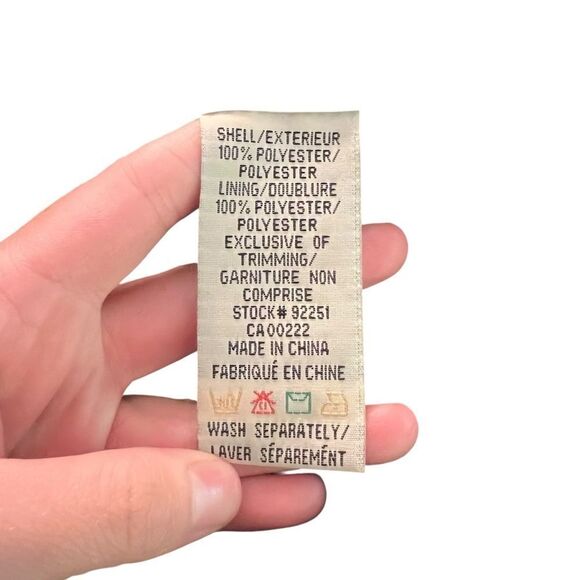 SHELL/EXTERIEUR
100% POLYESTER/
POLYESTER
LINING/DOUBLURE
100% POLYESTER/
POLYESTER
EXCLUSIVE OF
TRIMMING/
GARNITURE NON
COMPRISE
STOCK# 92251
CA00222
MADE IN CHINA
FABRIQUÉ EN CHINE
WASH SEPARATELY/
LAVER SÉPARÉMENT